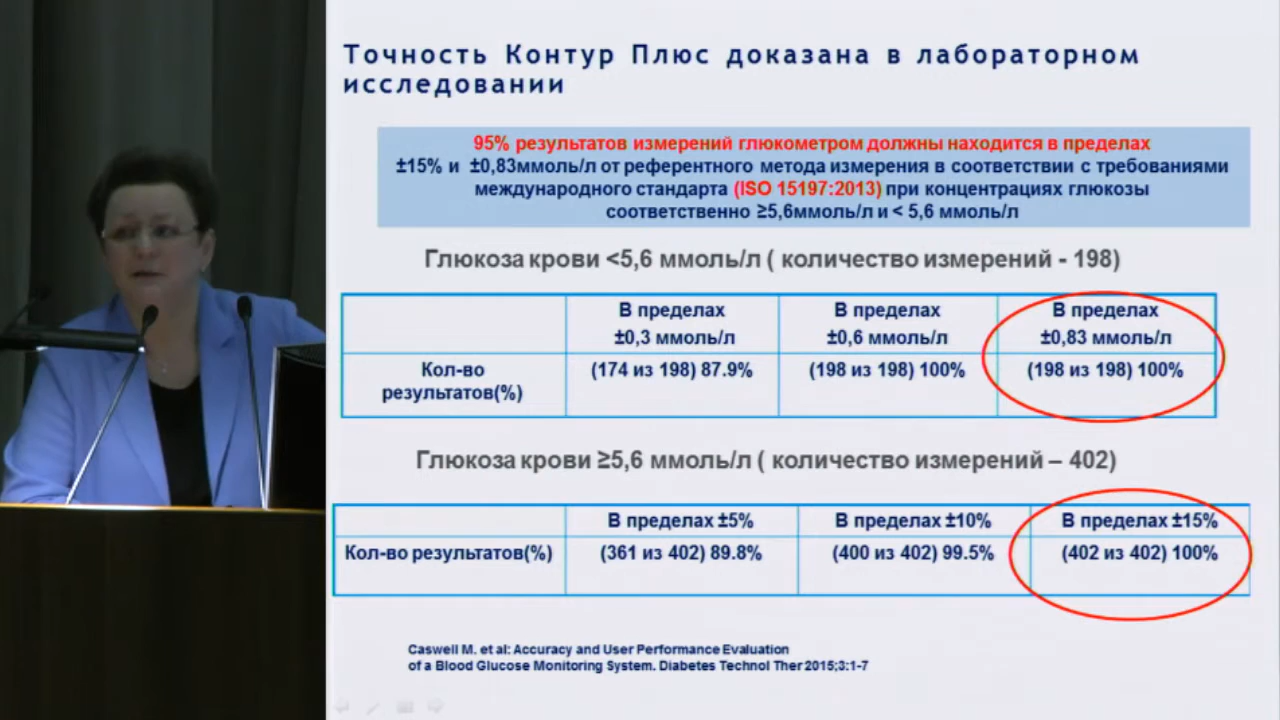 Точность Контур Плюс доказана в лабораторном
исследовании
95% результатов измерений глюкометром должны находится в пределах
±15% и ±0,83ммоль/л от референтного метода измерения в соответствии с требованиями
международного стандарта (ISO 15197:2013) при концентрациях глюкозы
соответственно ≥5,6ммоль/л и < 5,6 ммоль/л
Глюкоза крови <5,6 ммоль/л ( количество измерений - 198)
В пределах
±0,3 ммоль/л
В пределах
±0,6 ммоль/л
В пределах
±0,83 ммоль/л
Кол-во
результатов(%)
(174 из 198) 87.9%
(198 из 198) 100%
(198 из 198) 100%
Глюкоза крови ≥5,6 ммоль/л ( количество измерений – 402)
В пределах ±5%
В пределах ±10%
В пределах ±15%
Кол-во результатов(%)
(361 из 402) 89.8%
(400 из 402) 99.5%
(402 из 402) 100%
Caswell M. et al: Accuracy and User Performance Evaluation
of a Blood Glucose Monitoring System. Diabetes Technol Ther 2015;3:1-7